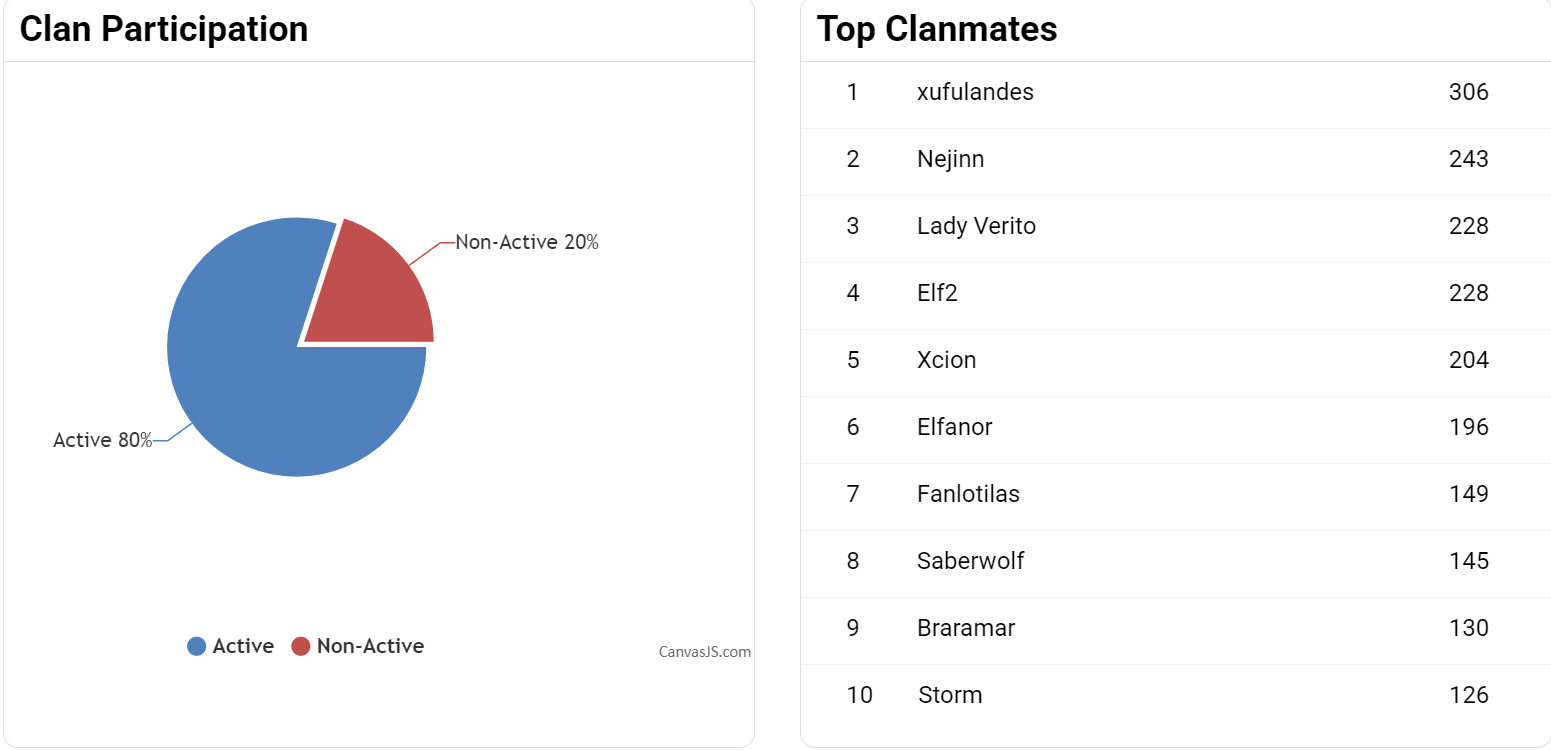 Clan Participation
Non-Active 20%
Active 80%
Active Non-Active
CanvasJS.com
Top Clanmates
1 xufulandes 306
2 Nejinn 243
3 Lady Verito 228
4 Elf2 228
5 Xcion 204
6 Elfanor 196
7 Fanlotilas 149
8 Saberwolf 145
9 Braramar 130
10 Storm 126